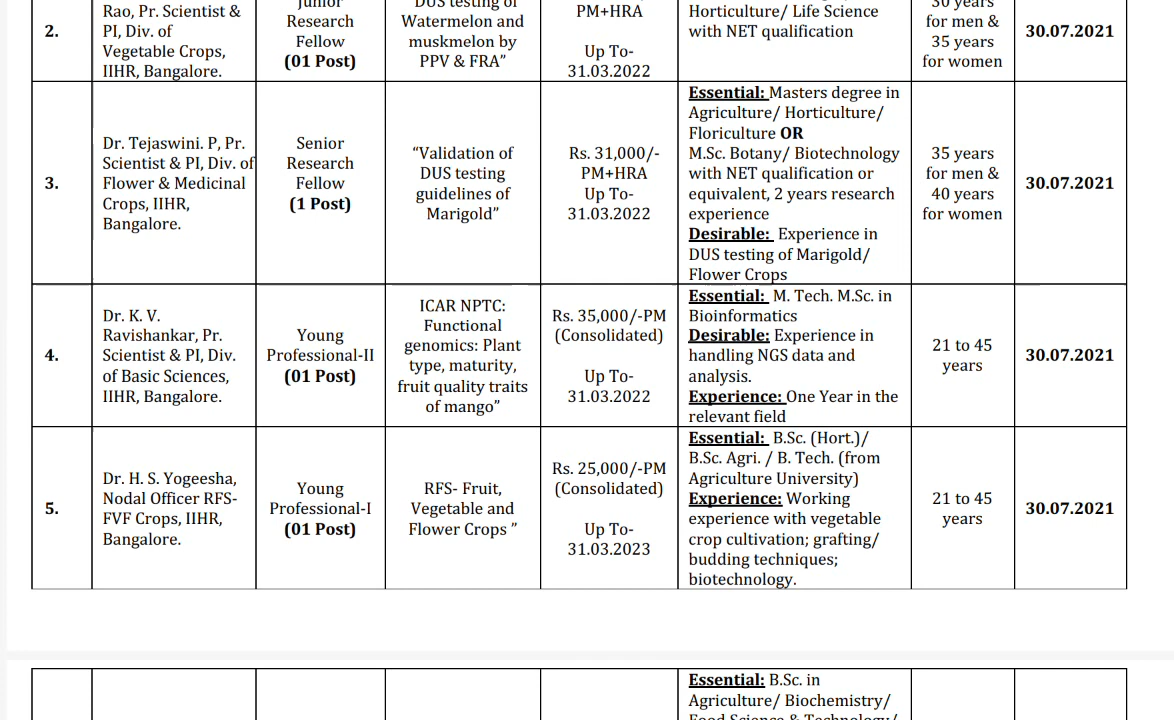 2.
Rao, Pr. Scientist &
PI, Div. of
Vegetable Crops,
IIHR, Bangalore.
Junior
Research
Fellow
(01 Post)
DUS testing of
Watermelon and
muskmelon by
PPV & FRA”
PM+HRA
Up To-
31.03.2022
Horticulture/ Life Science
with NET qualification
30 years
for men &
35 years
for women
30.07.2021
3.
Dr. Tejaswini. P, Pr.
Scientist & PI, Div. of
Flower & Medicinal
Crops, IIHR,
Bangalore.
Senior
Research
Fellow
(1 Post)
“Validation of
DUS testing
guidelines of
Marigold”
Rs. 31,000/-
PM+HRA
Up To-
31.03.2022
Essential: Masters degree in
Agriculture/ Horticulture/
Floriculture OR
M.Sc. Botany/ Biotechnology
with NET qualification or
equivalent, 2 years research
experience
Desirable: Experience in
DUS testing of Marigold/
Flower Crops
35 years
for men &
40 years
for women
30.07.2021
4.
Dr. K. V.
Ravishankar, Pr.
Scientist & PI, Div.
of Basic Sciences,
IIHR, Bangalore.
Young
Professional-II
(01 Post)
ICAR NPTC:
Functional
genomics: Plant
type, maturity,
fruit quality traits
of mango”
Rs. 35,000/-PM
(Consolidated)
Up To-
31.03.2022
Essential: M. Tech. M.Sc. in
Bioinformatics
Desirable: Experience in
handling NGS data and
analysis.
Experience: One Year in the
relevant field
21 to 45
years
30.07.2021
5.
Dr. H. S. Yogeesha,
Nodal Officer RFS-
FVF Crops, IIHR,
Bangalore.
Young
Professional-I
(01 Post)
RFS- Fruit,
Vegetable and
Flower Crops ”
Rs. 25,000/-PM
(Consolidated)
Up To-
31.03.2023
Essential: B.Sc. (Hort.)/
B.Sc. Agri. / B. Tech. (from
Agriculture University)
Experience: Working
experience with vegetable
crop cultivation; grafting/
budding techniques;
biotechnology.
21 to 45
years
30.07.2021
Essential: B.Sc. in
Agriculture/ Biochemistry/
Food Science & Technology/